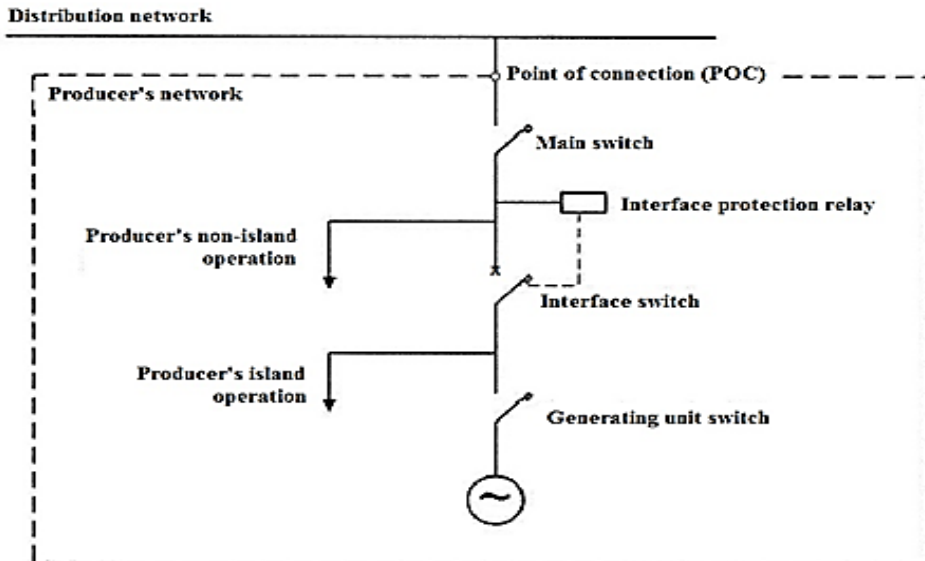 Distribution network
Point of connection (POC)
Producer's network
Main switch
Interface protection relay
Producer's non-island
operation
Interface switch
Producer's island
operation
Generating unit switch